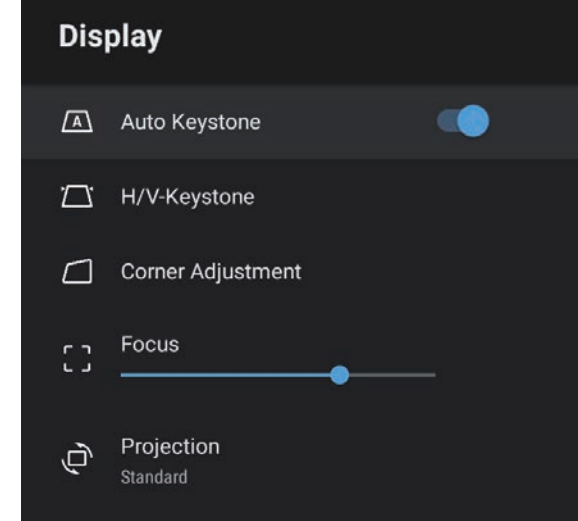 Display
A
Auto Keystone
H/V-Keystone
Corner Adjustment
Focus
Projection
Standard